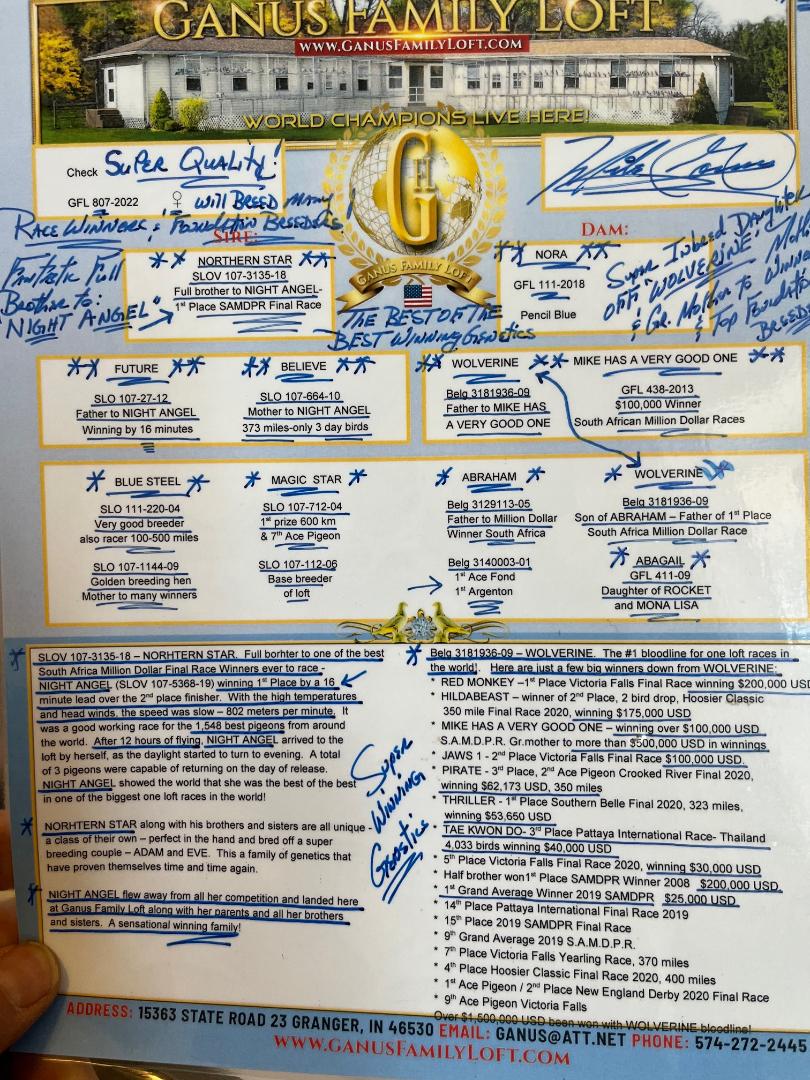 GANUS FAMILY LOFT
WWW.GANUSFAMILYLOFT.COM
WORLD CHAMPIONS LIVE HERE!
Check Super Quality!
GFL 807-2022 ♀ Will Breed Many
Race Winners & Foundation Breeders!
GH
GANUS FAMILY LOFT
SIRE:
** NORTHERN STAR **
SLOV 107-3135-18
Full brother to NIGHT ANGEL-
1st Place SAMDPR Final Race
Fantastic Full
Brother to:
"NIGHT ANGEL"
The Best of the
Best Winning Genetics
DAM:
** NORA **
GFL 111-2018
Pencil Blue
Super Inbred Daughter
off "WOLVERINE"
& Gr. Mother to
& Top Foundation
** FUTURE **
SLO 107-27-12
Father to NIGHT ANGEL
Winning by 16 minutes
** BELIEVE **
SLO 107-664-10
Mother to NIGHT ANGEL
373 miles-only 3 day birds
** WOLVERINE **
Belg 3181936-09
Father to MIKE HAS
A VERY GOOD ONE
MIKE HAS A VERY GOOD ONE **
GFL 438-2013
$100,000 Winner
South African Million Dollar Races
* BLUE STEEL *
SLO 111-220-04
Very good breeder
also racer 100-500 miles
107-1144-09
Golden breeding hen
Mother to many winners
* MAGIC STAR *
SLO 107-712-04
1st prize 600 km
& 7th Ace Pigeon
SLO 107-112-06
Base breeder
of loft
* ABRAHAM *
Belg 3129113-05
Father to Million Dollar
Winner South Africa
Belg 3140003-01
1st Ace Fond
1st Argenton
* WOLVERINE
Belg 3181936-09
Son of ABRAHAM – Father of 1st Place
South Africa Million Dollar Race
* ABAGAIL *
GFL 411-09
Daughter of ROCKET
and MONA LISA
* SLOV 107-3135-18 – NORHTERN STAR. Full borhter to one of the best
South Africa Million Dollar Final Race Winners ever to race -
NIGHT ANGEL (SLOV 107-5368-19) winning 1st Place by a 16
minute lead over the 2nd place finisher. With the high temperatures
and head winds, the speed was slow – 802 meters per minute. It
was a good working race for the 1,548 best pigeons from around
the world. After 12 hours of flying, NIGHT ANGEL arrived to the
loft by herself, as the daylight started to turn to evening. A total
of 3 pigeons were capable of returning on the day of release.
NIGHT ANGEL showed the world that she was the best of the best
in one of the biggest one loft races in the world!
* NORHTERN STAR along with his brothers and sisters are all unique -
a class of their own – perfect in the hand and bred off a super
breeding couple – ADAM and EVE. This a family of genetics that
have proven themselves time and time again.
* NIGHT ANGEL flew away from all her competition and landed here
at Ganus Family Loft along with her parents and all her brothers
and sisters. A sensational winning family!
Super
Winning
Genetics
* Belg 3181936-09 – WOLVERINE. The #1 bloodline for one loft races in
the world! Here are just a few big winners down from WOLVERINE:
* RED MONKEY –1st Place Victoria Falls Final Race winning $200,000 USD
* HILDABEAST – winner of 2nd Place, 2 bird drop, Hoosier Classic
350 mile Final Race 2020, winning $175,000 USD
* MIKE HAS A VERY GOOD ONE – winning over $100,000 USD
S.A.M.D.P.R. Gr.mother to more than $500,000 USD in winnings
* JAWS 1 - 2nd Place Victoria Falls Final Race $100,000 USD.
* PIRATE - 3rd Place, 2nd Ace Pigeon Crooked River Final 2020,
winning $62,173 USD, 350 miles
* THRILLER - 1st Place Southern Belle Final 2020, 323 miles,
winning $53,650 USD
* TAE KWON DO- 3rd Place Pattaya International Race- Thailand
4,033 birds winning $40,000 USD
* 5th Place Victoria Falls Final Race 2020, winning $30,000 USD
* Half brother won1st Place SAMDPR Winner 2008 $200,000 USD
* 1st Grand Average Winner 2019 SAMDPR $25,000 USD
* 14th Place Pattaya International Final Race 2019
* 15th Place 2019 SAMDPR Final Race
* 9th Grand Average 2019 S.A.M.D.P.R.
* 7th Place Victoria Falls Yearling Race, 370 miles
* 4th Place Hoosier Classic Final Race 2020, 400 miles
* 1st Ace Pigeon / 2nd Place New England Derby 2020 Final Race
* 9th Ace Pigeon Victoria Falls
Over $1,500,000 USD been won with WOLVERINE bloodline!
ADDRESS: 15363 STATE ROAD 23 GRANGER, IN 46530 EMAIL: GANUS@ATT.NET PHONE: 574-272-2445
WWW.GANUSFAMILYLOFT.COM